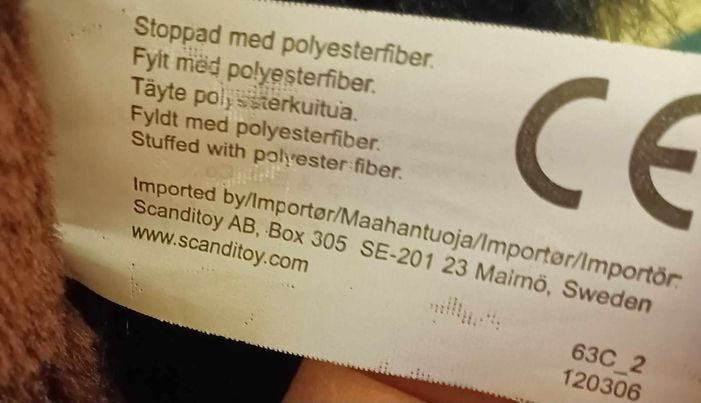 Stoppad med polyesterfiber.
Fylt med polyesterfiber.
Täyte polyesterkuitua.
Fyldt med polyesterfiber.
Stuffed with polyester fiber.
CE
Imported by/Importør/Maahantuoja/Importør/Importör:
Scanditoy AB, Box 305 SE-201 23 Malmö, Sweden
www.scanditoy.com
63C_2
120306